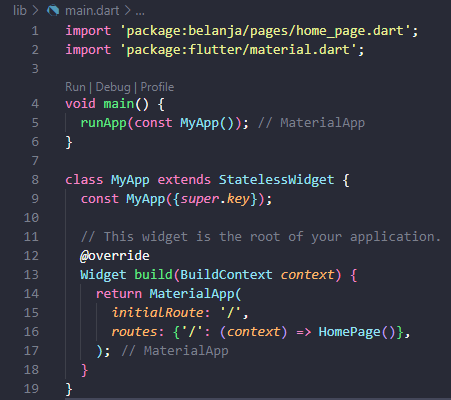 lib > main.dart > ...
1 import 'package:belanja/pages/home_page.dart';
2 import 'package:flutter/material.dart';
3
Run | Debug | Profile
4 void main() {
5   runApp(const MyApp()); // MaterialApp
6 }
7
8 class MyApp extends StatelessWidget {
9   const MyApp({super.key});
10
11   // This widget is the root of your application.
12   @override
13   Widget build(BuildContext context) {
14     return MaterialApp(
15       initialRoute: '/',
16       routes: {'/': (context) => HomePage()},
17     ); // MaterialApp
18   }
19 }